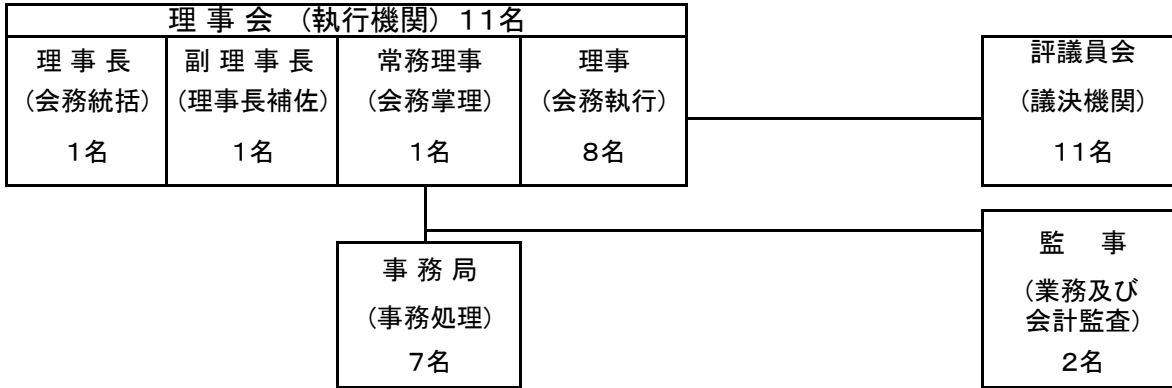 理事会 (執行機関) 11名
理事長
(会務統括)
1名
副理事長
(理事長補佐)
1名
常務理事
(会務掌理)
1名
理事
(会務執行)
8名
評議員会
(議決機関)
11名
事務局
(事務処理)
7名
監 事
(業務及び
会計監査)
2名